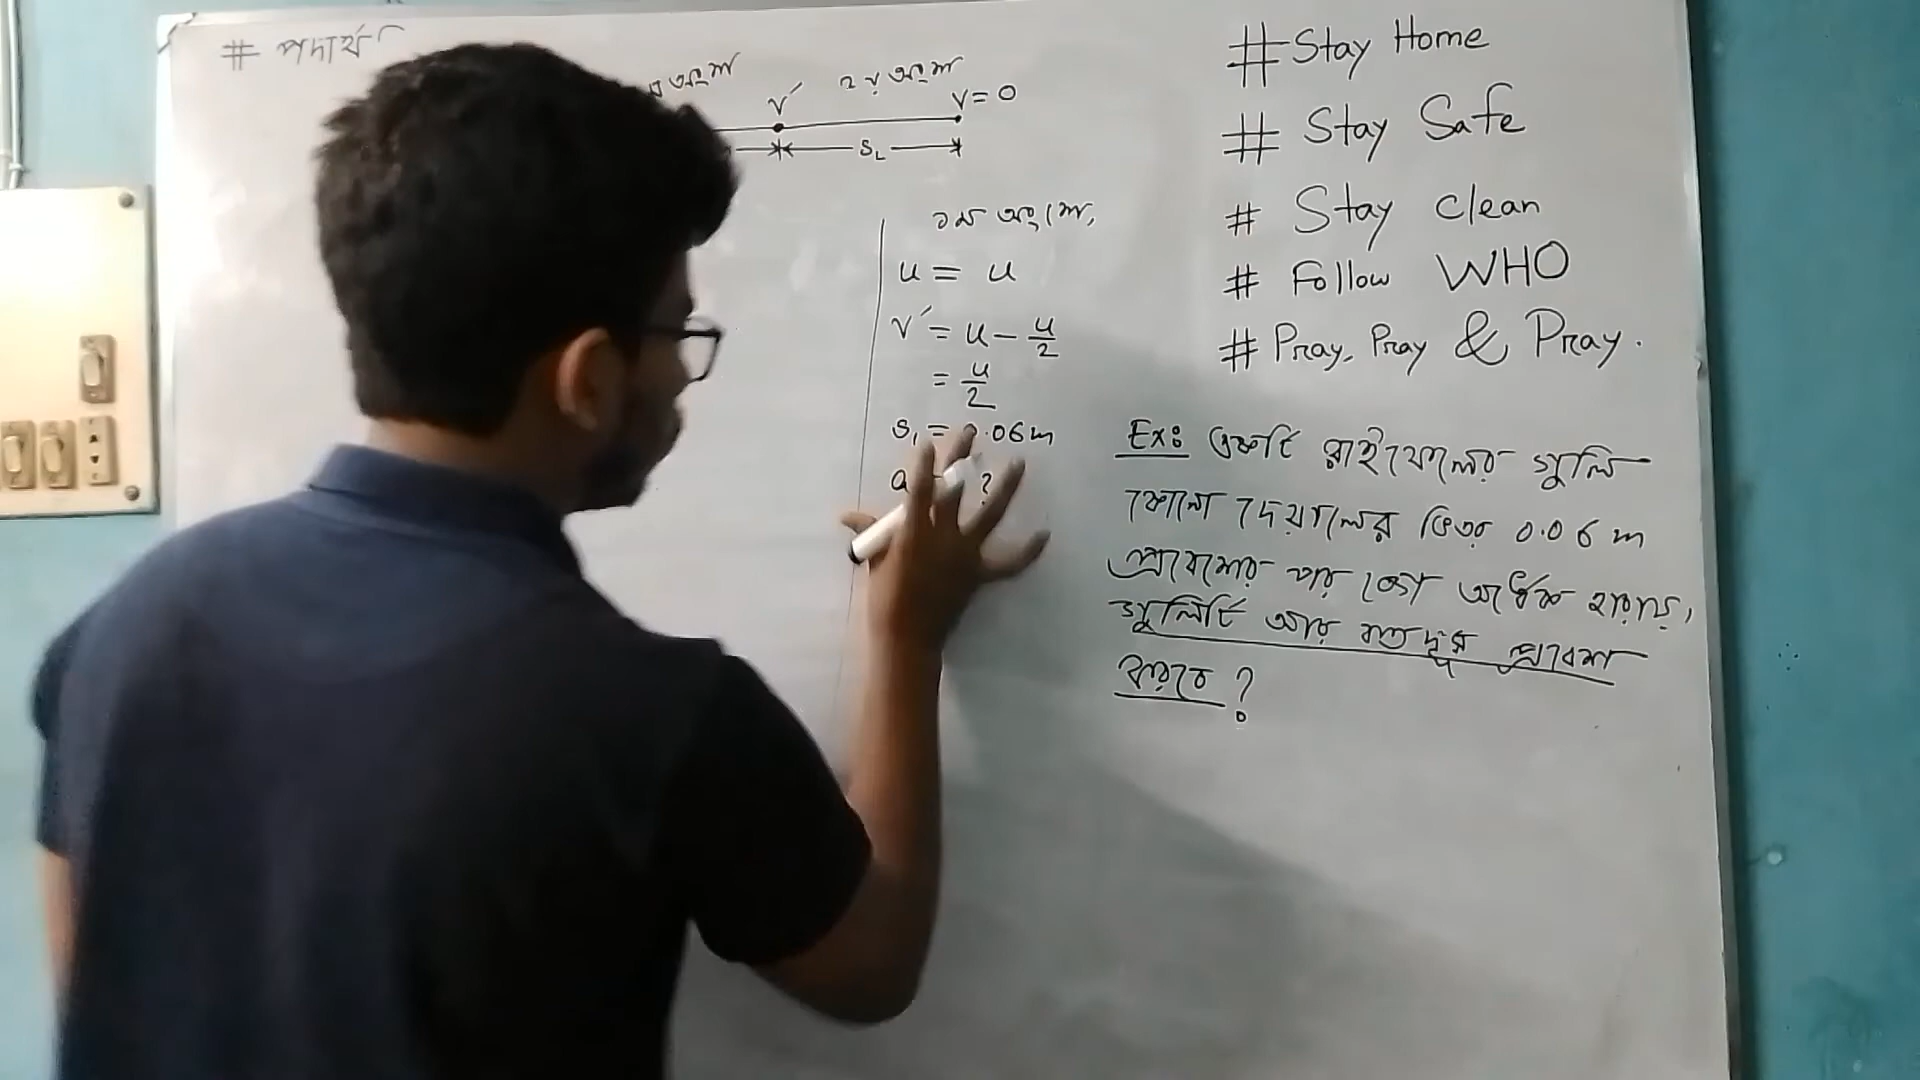 # পদার্থ
অংশ
২য় অংশ
v′
v = 0
S₂
১ম অংশে,
u = u
v′ = u - u/2
= u/2
S₁ = 0.06m
a = ?
# Stay Home
# Stay Safe
# Stay clean
# Follow WHO
# Pray, Pray & Pray.
Ex: একটি রাইফেলের গুলি
কোনো দেয়ালের ভিতর 0.06 m
প্রবেশের পর বেগ অর্ধেক হারায়,
গুলিটি আর কতদূর প্রবেশ
করবে ?